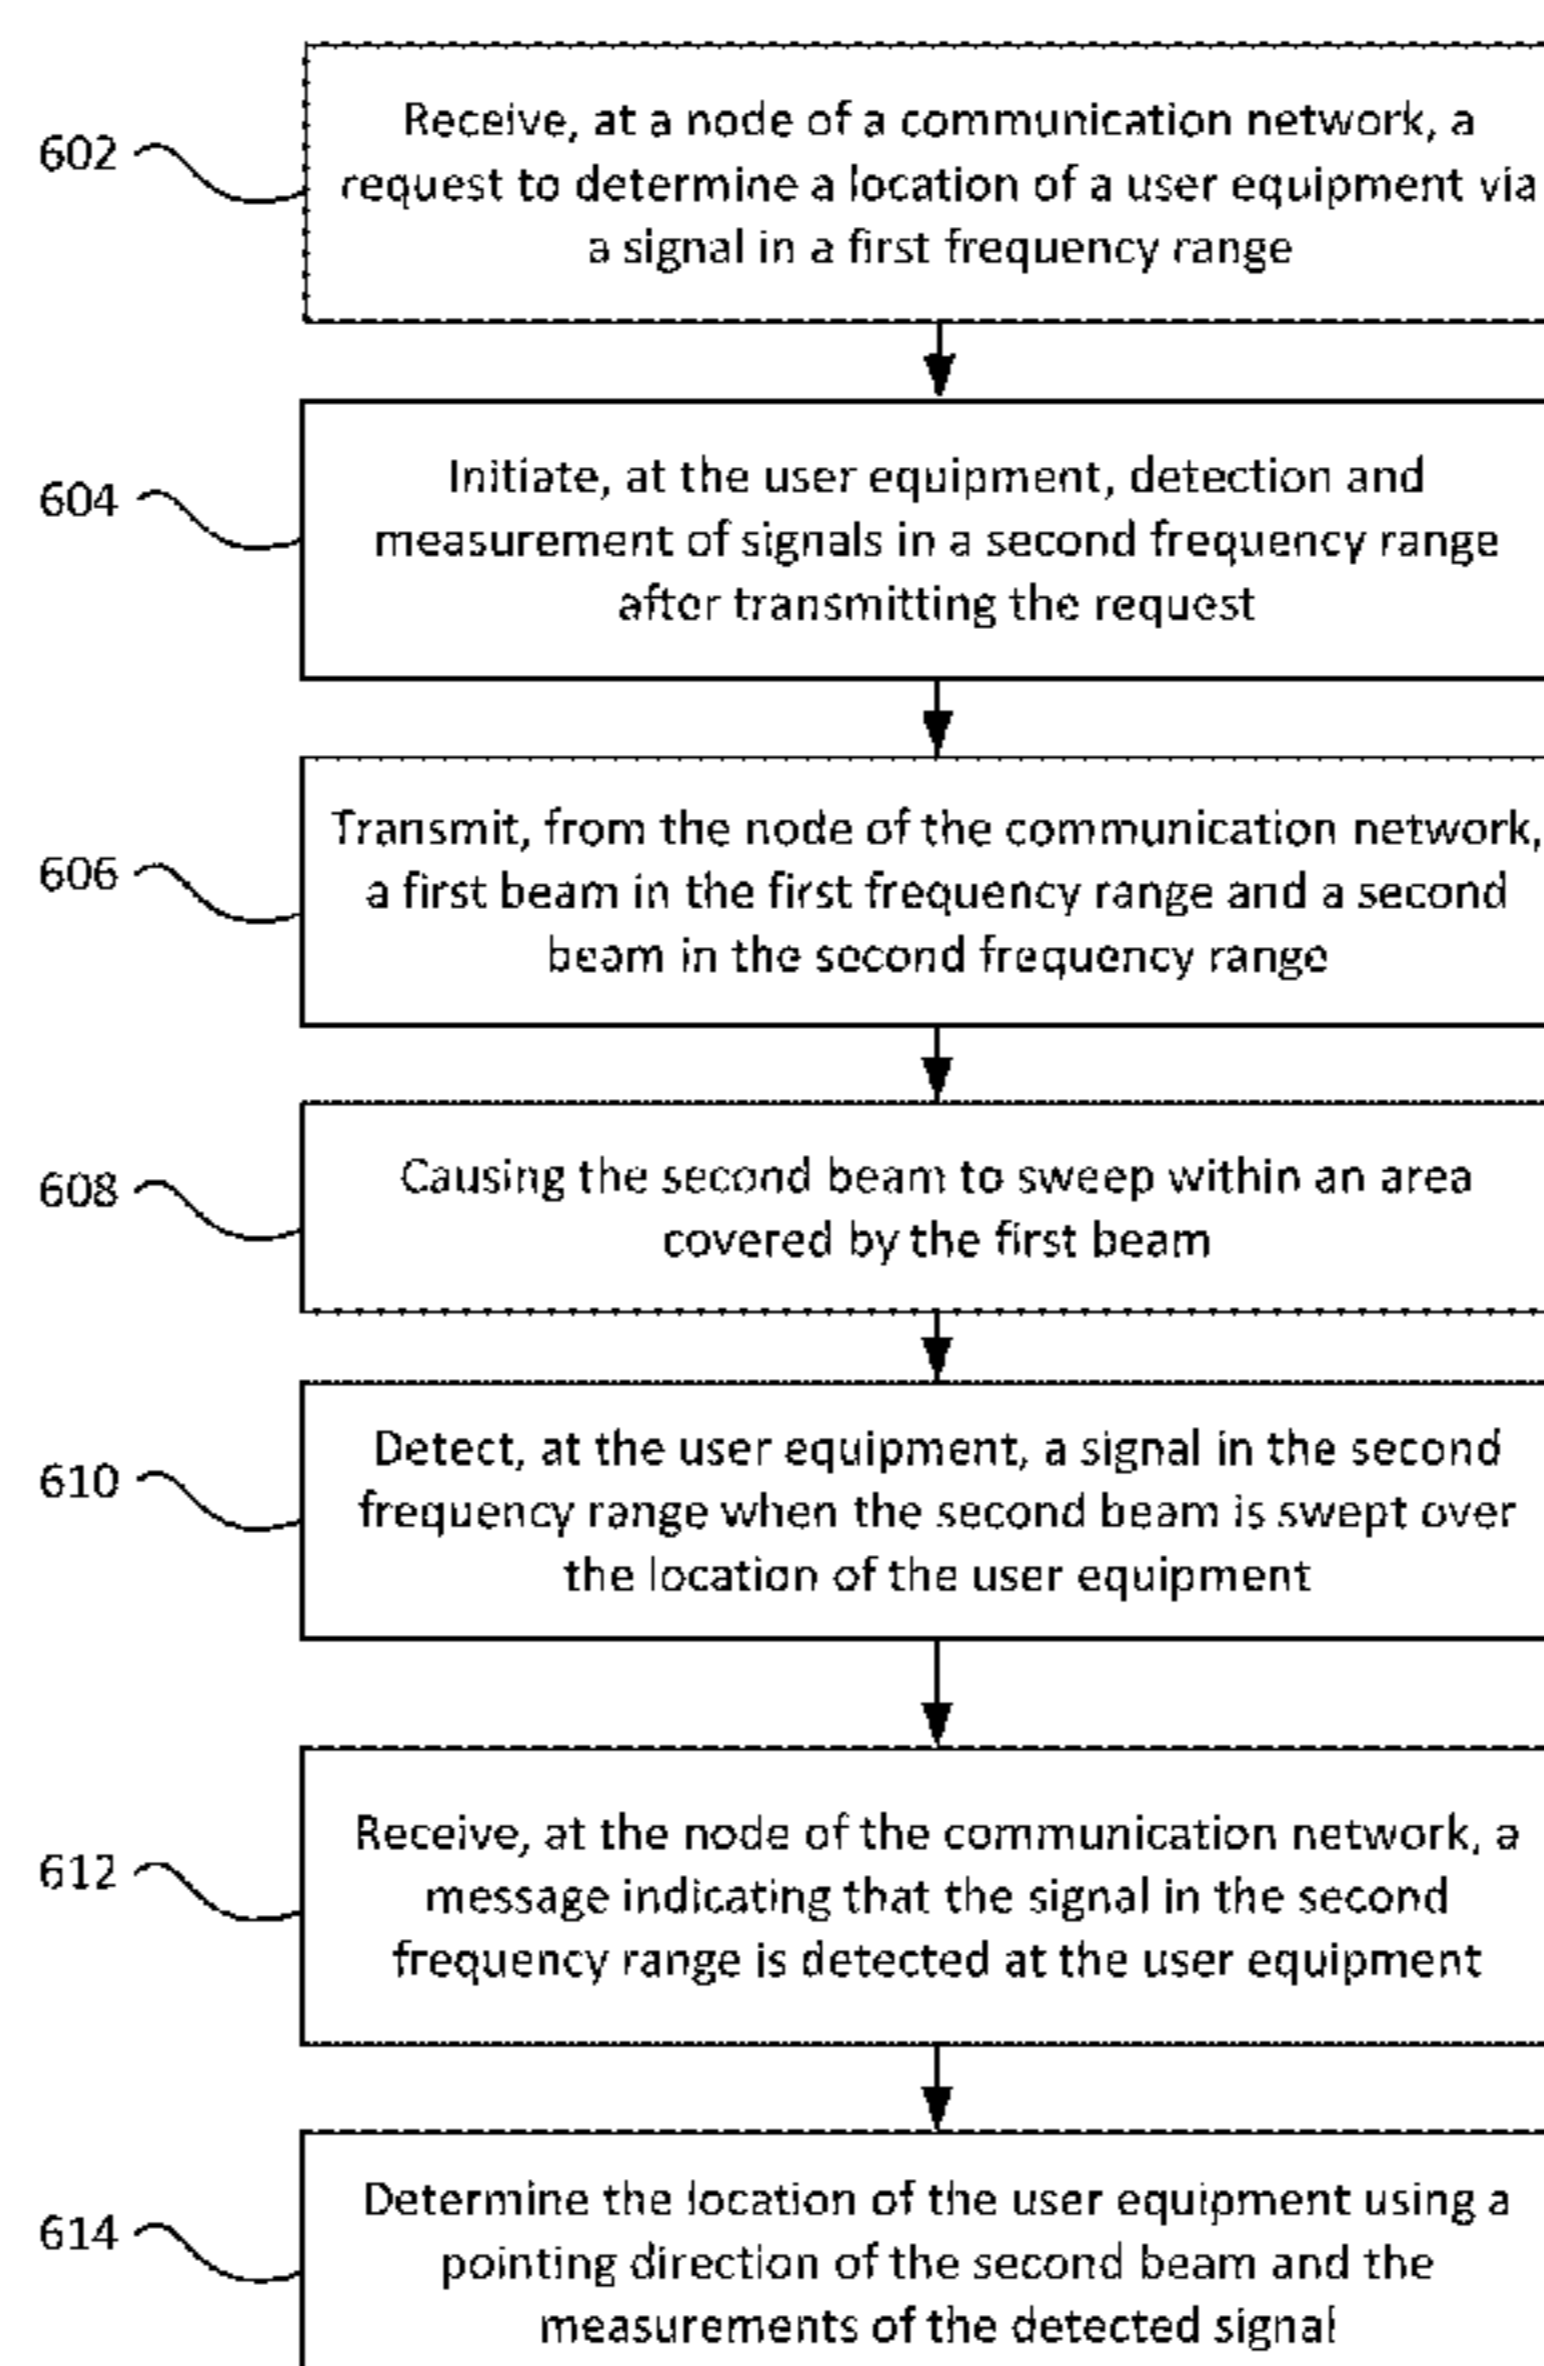 602
Receive, at a node of a communication network, a
request to determine a location of a user equipment via
a signal in a first frequency range
604
Initiate, at the user equipment, detection and
measurement of signals in a second frequency range
after transmitting the request
606
Transmit, from the node of the communication network,
a first beam in the first frequency range and a second
beam in the second frequency range
608
Causing the second beam to sweep within an area
covered by the first beam
610
Detect, at the user equipment, a signal in the second
frequency range when the second beam is swept over
the location of the user equipment
612
Receive, at the node of the communication network, a
message indicating that the signal in the second
frequency range is detected at the user equipment
614
Determine the location of the user equipment using a
pointing direction of the second beam and the
measurements of the detected signal